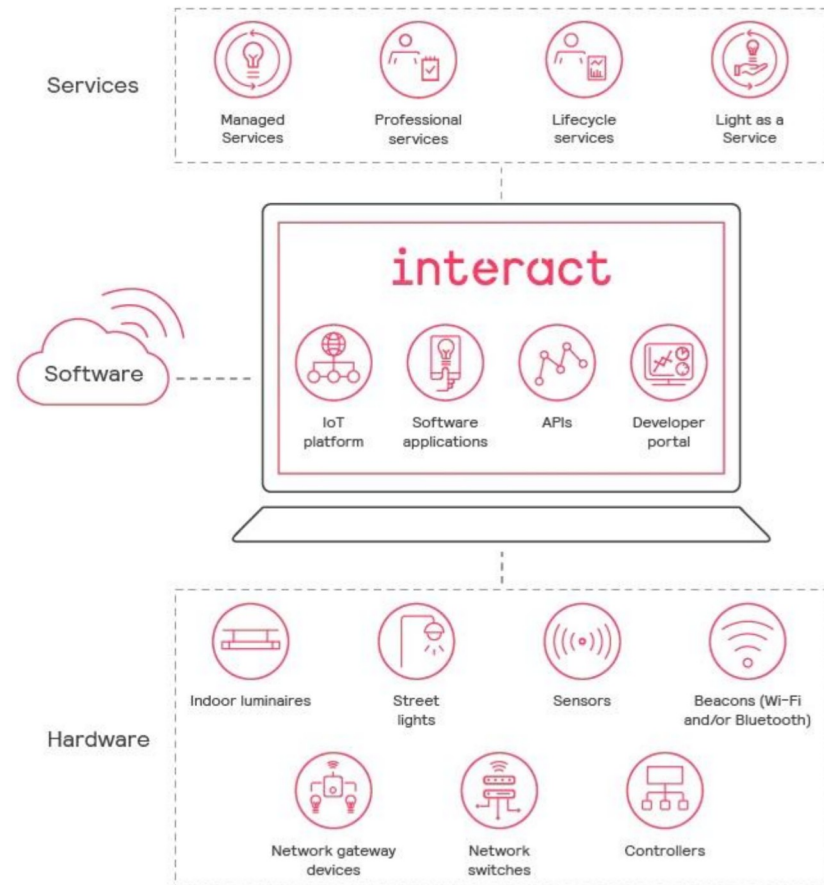 Services
Managed
Services
Professional
services
Lifecycle
services
Light as a
Service
interact
Software
IoT
platform
Software
applications
APIs
Developer
portal
Hardware
Indoor luminaires
Street
lights
Sensors
Beacons (Wi-Fi
and/or Bluetooth)
Network gateway
devices
Network
switches
Controllers